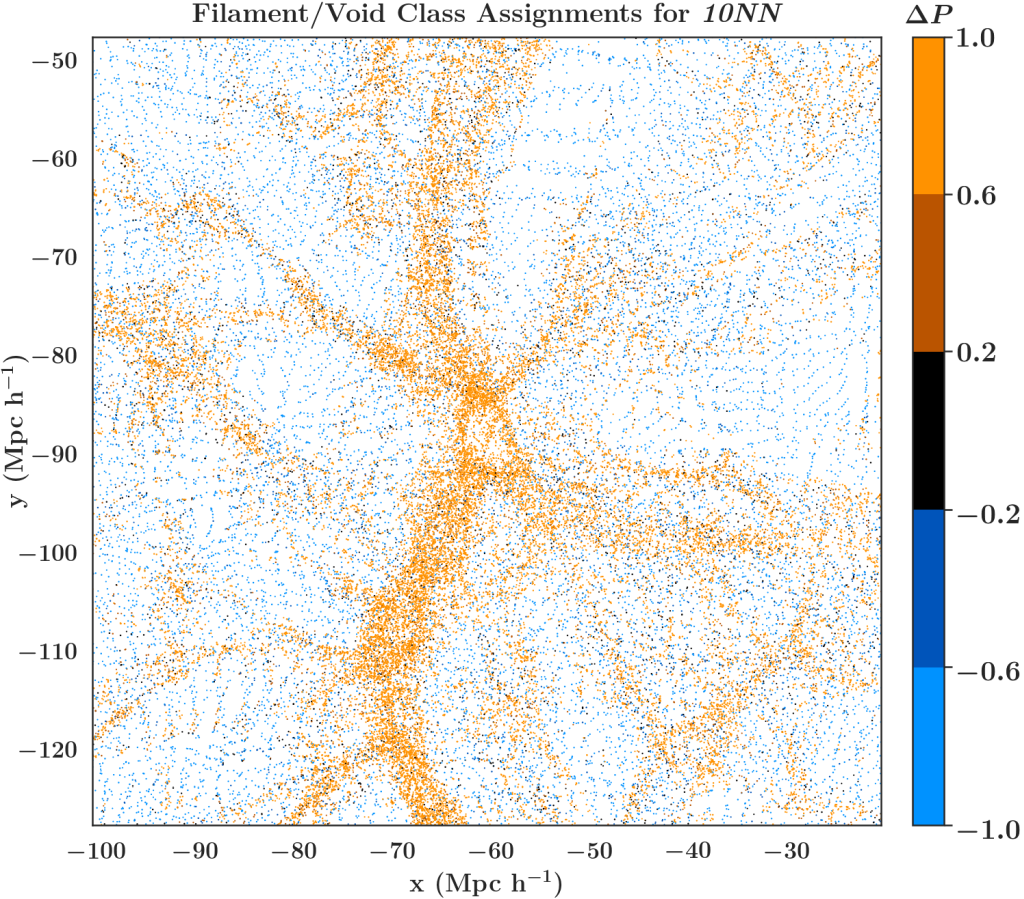 Filament/Void Class Assignments for 10NN
ΔP
−50
−60
−70
−80
−90
−100
−110
−120
y (Mpc h⁻¹)
−100 −90 −80 −70 −60 −50 −40 −30
x (Mpc h⁻¹)
1.0
0.6
0.2
−0.2
−0.6
−1.0